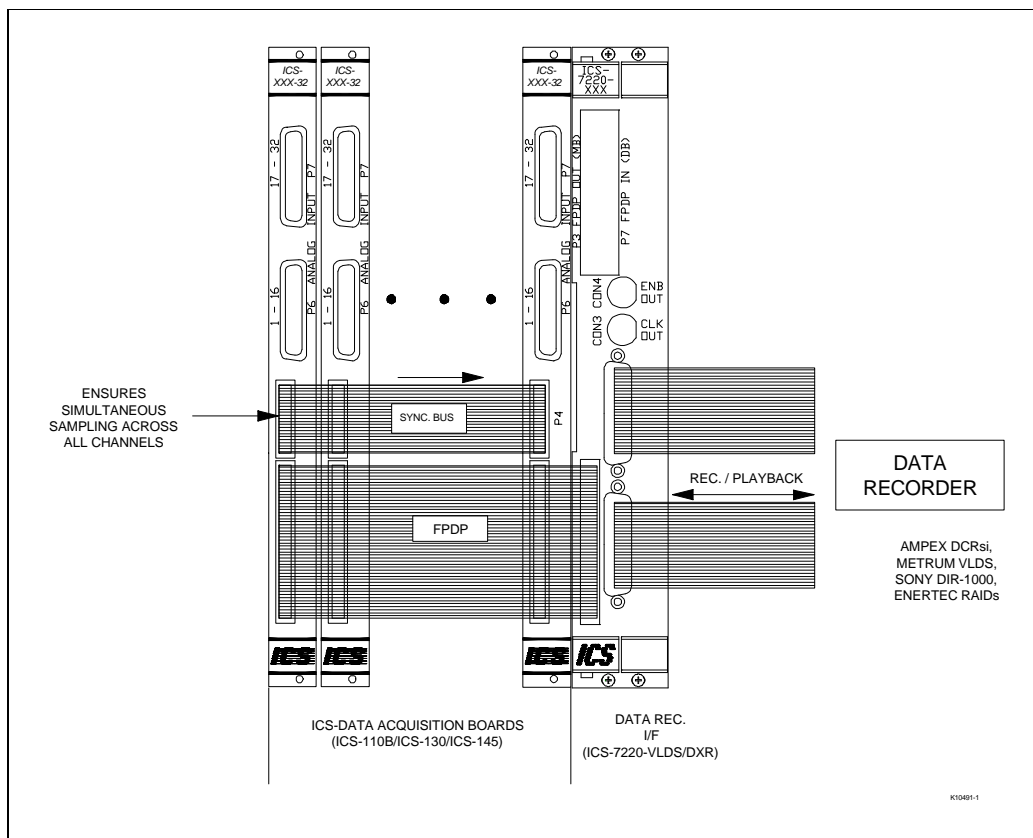 ICS-
XXX-32
ICS-
XXX-32
ICS-
XXX-32
ICS-
7220-
XXX
17 - 32
INPUT P7
17 - 32
INPUT P7
17 - 32
INPUT P7
P3 FPDP OUT (MB)
P7 FPDP IN (DB)
1 - 16
P6 ANALOG
1 - 16
P6 ANALOG
1 - 16
P6 ANALOG
CON4
ENB
OUT
CON3
CLK
OUT
ENSURES
SIMULTANEOUS
SAMPLING ACROSS
ALL CHANNELS
SYNC. BUS
P4
FPDP
REC. / PLAYBACK
DATA
RECORDER
AMPEX DCRsi,
METRUM VLDS,
SONY DIR-1000,
ENERTEC RAIDs
ICS
ICS
ICS
ICS
ICS-DATA ACQUISITION BOARDS
(ICS-110B/ICS-130/ICS-145)
DATA REC.
I/F
(ICS-7220-VLDS/DXR)
K10491-1